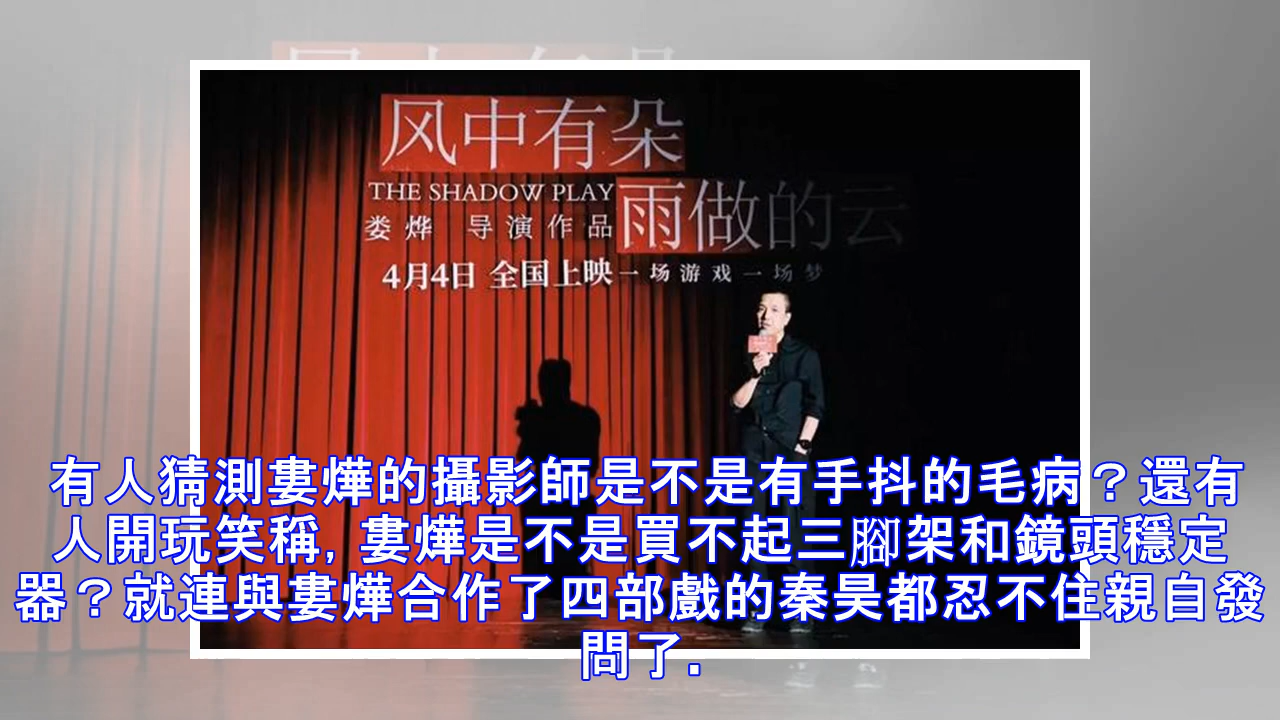 风中有朵
THE SHADOW PLAY
雨做的云
娄烨 导演作品
4月4日 全国上映
一场游戏一场梦
有人猜測婁燁的攝影師是不是有手抖的毛病？還有
人開玩笑稱, 婁燁是不是買不起三腳架和鏡頭穩定
器？就連與婁燁合作了四部戲的秦昊都忍不住親自發
問了.